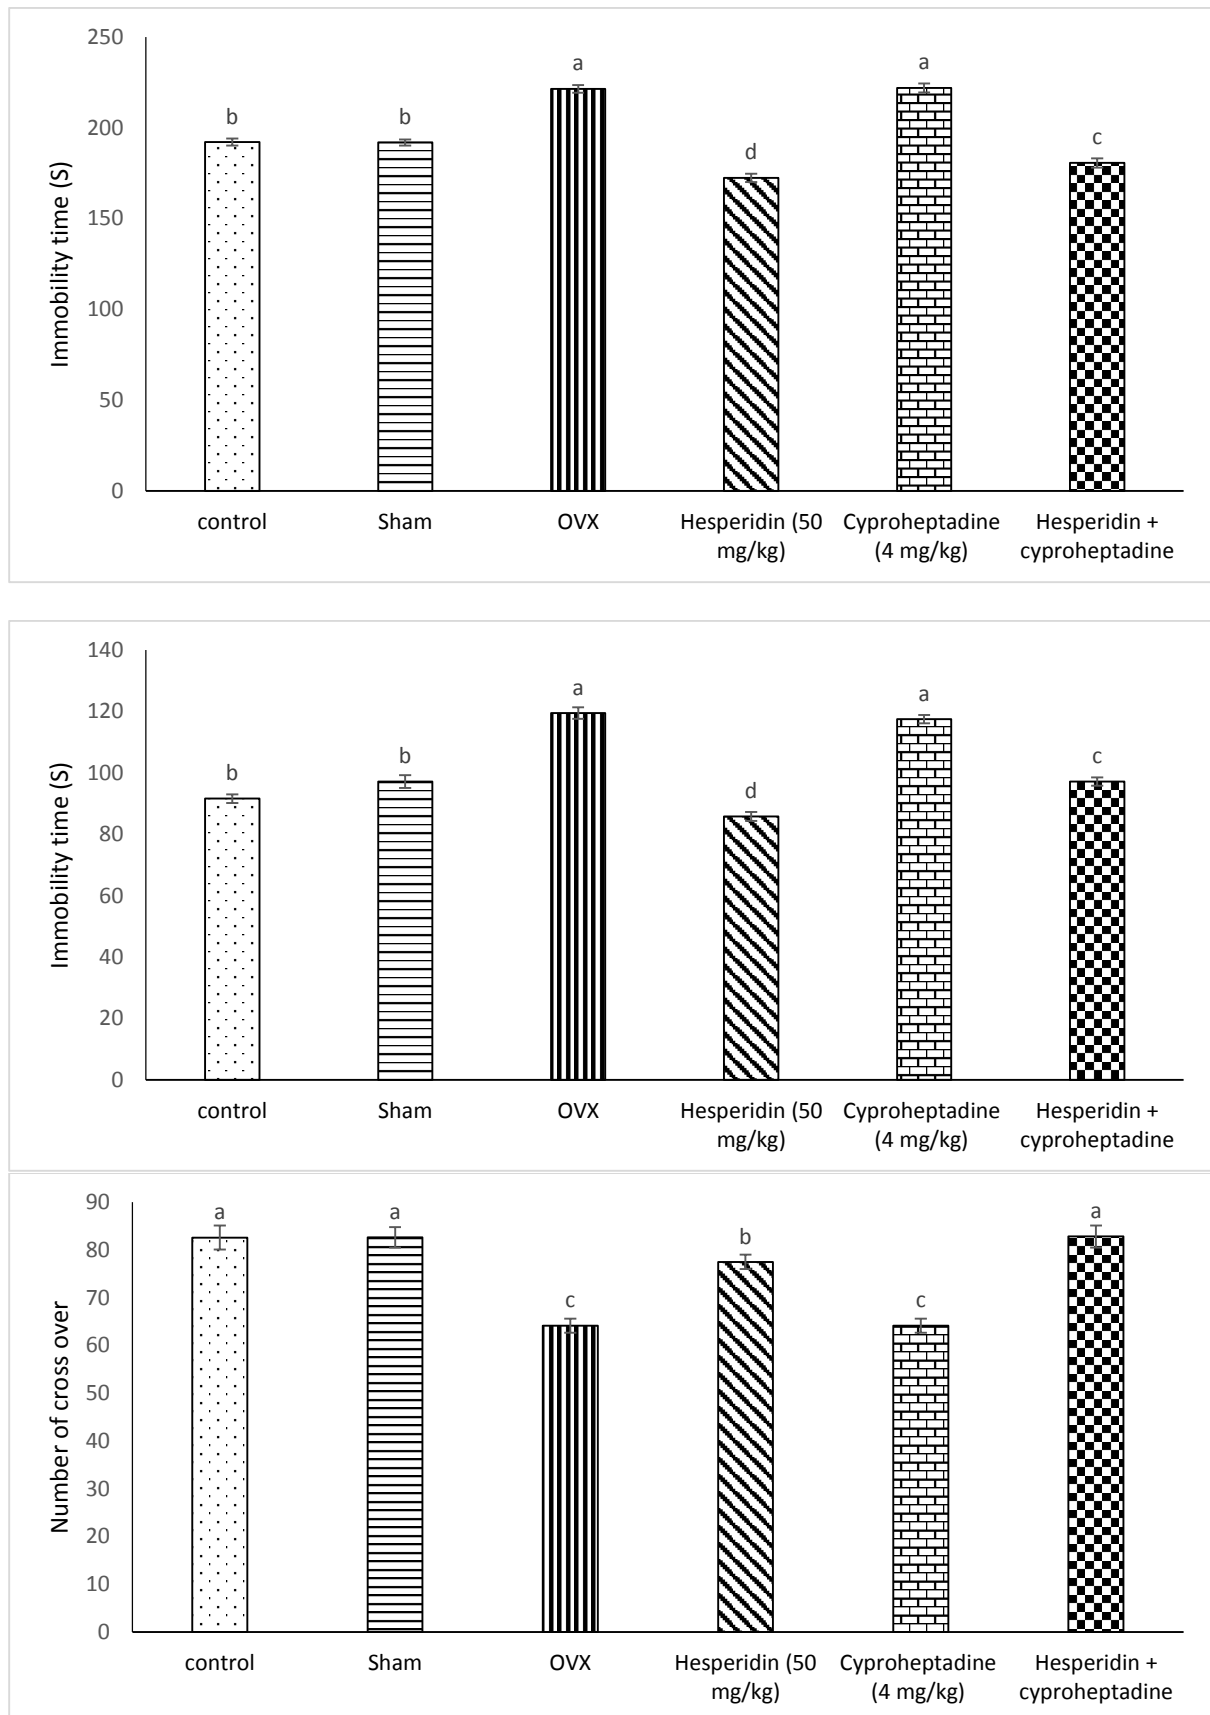 250
200
150
100
50
0
Immobility time (S)
b
b
a
d
a
c
control
Sham
OVX
Hesperidin (50
mg/kg)
Cyproheptadine
(4 mg/kg)
Hesperidin +
cyproheptadine
140
120
100
80
60
40
20
0
Immobility time (S)
b
b
a
d
a
c
control
Sham
OVX
Hesperidin (50
mg/kg)
Cyproheptadine
(4 mg/kg)
Hesperidin +
cyproheptadine
90
80
70
60
50
40
30
20
10
0
Number of cross over
a
a
c
b
c
a
control
Sham
OVX
Hesperidin (50
mg/kg)
Cyproheptadine
(4 mg/kg)
Hesperidin +
cyproheptadine